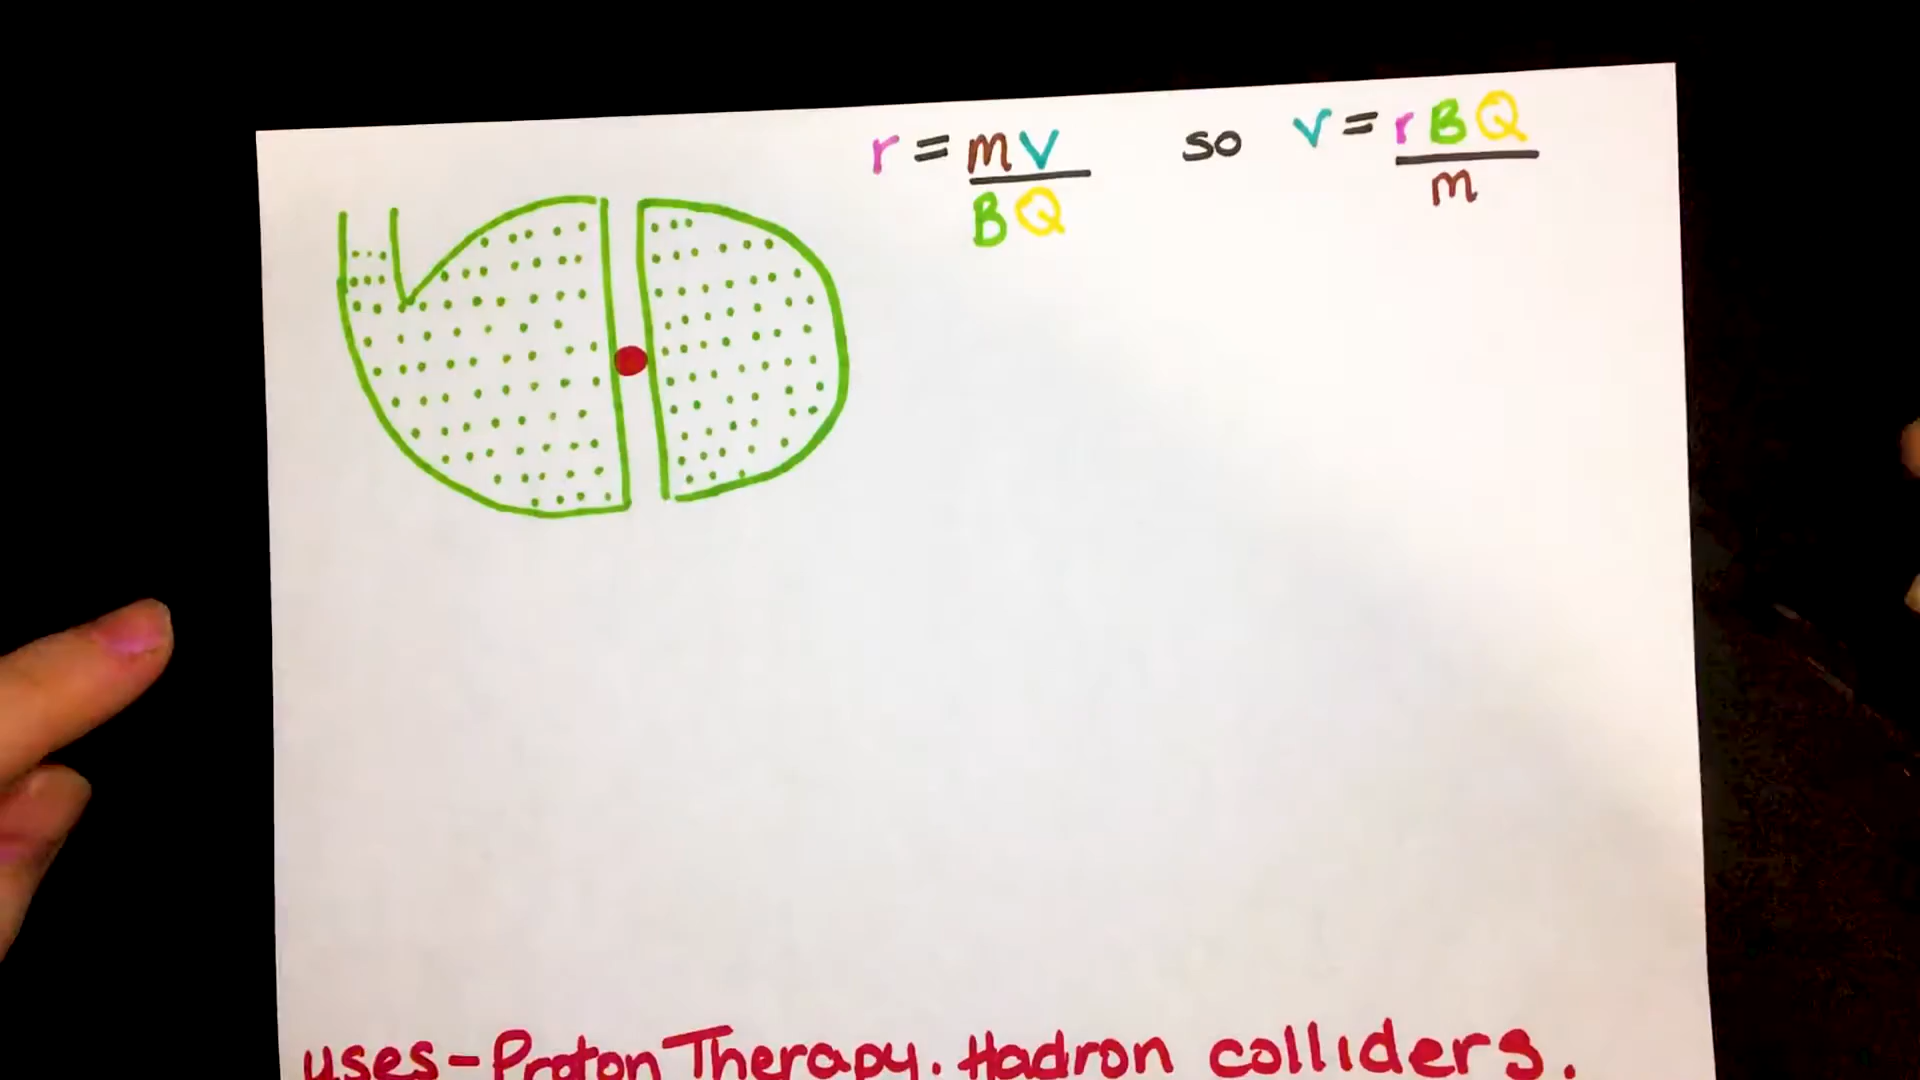 r = mv/BQ so v = rBQ/m
uses - Proton Therapy. Hadron colliders.